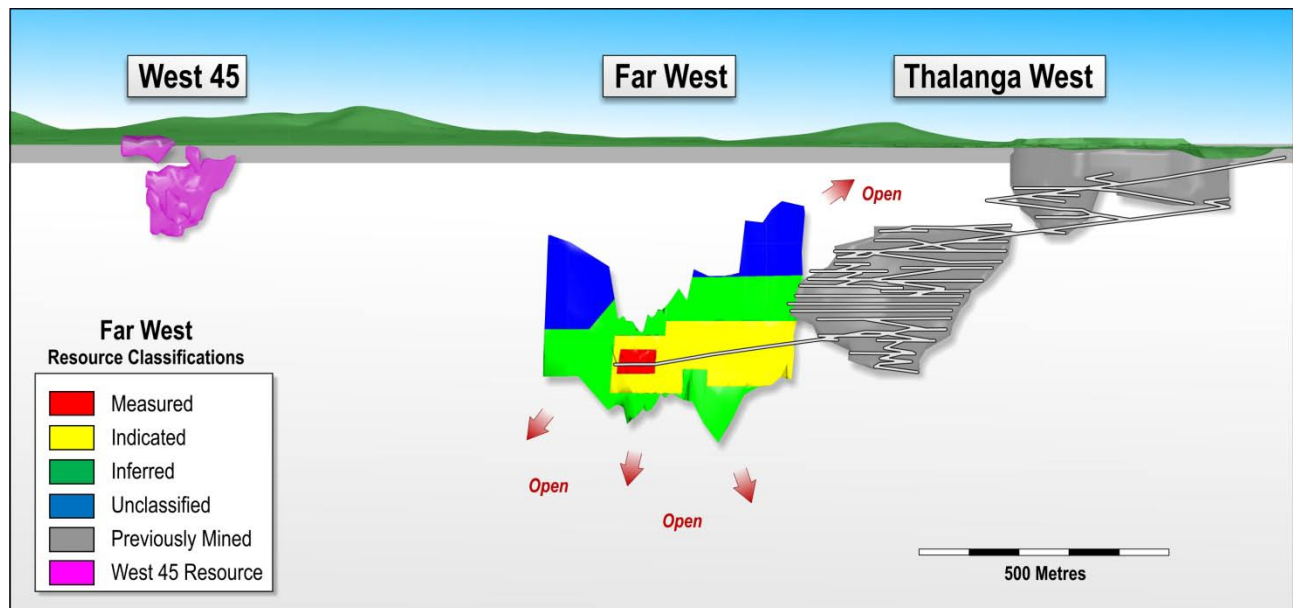 West 45
Far West
Thalanga West
Open
Far West
Resource Classifications
Measured
Indicated
Inferred
Unclassified
Previously Mined
West 45 Resource
Open
Open
500 Metres